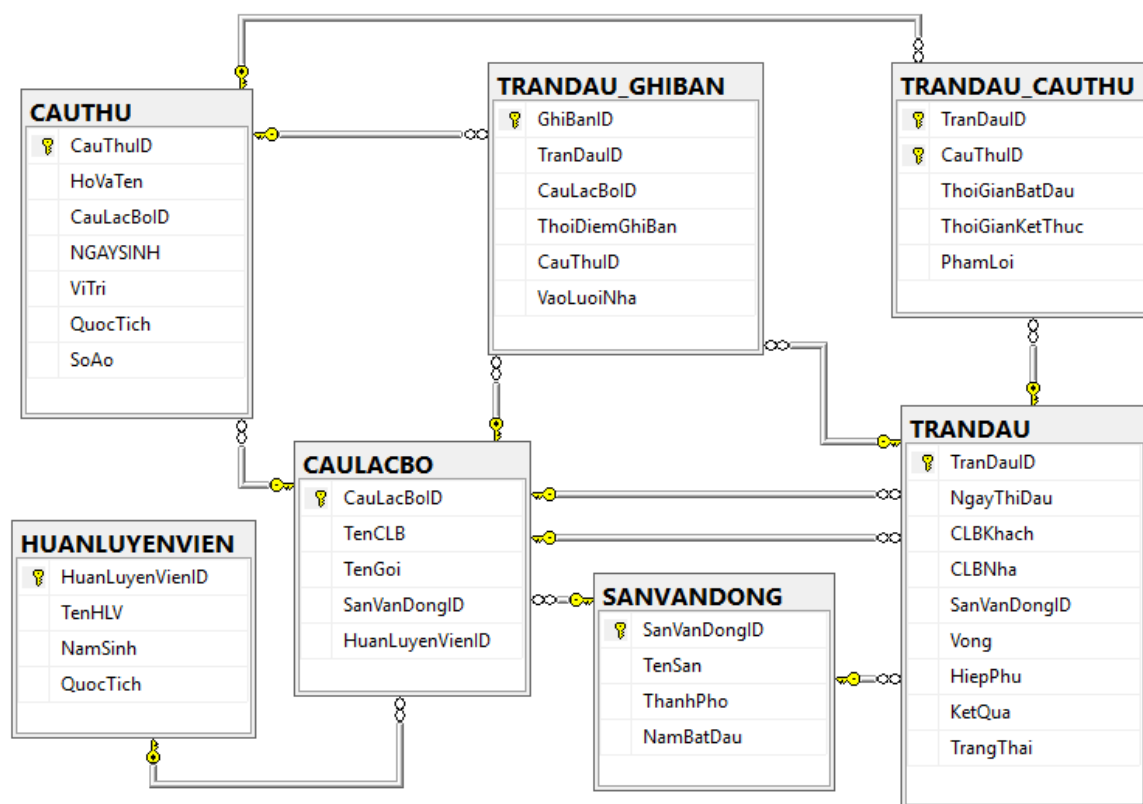 CAUTHU
CauThuID
HoVaTen
CauLacBoID
NGAYSINH
ViTri
QuocTich
SoAo
TRANDAU_GHIBAN
GhiBanID
TranDauID
CauLacBoID
ThoiDiemGhiBan
CauThuID
VaoLuoiNha
TRANDAU_CAUTHU
TranDauID
CauThuID
ThoiGianBatDau
ThoiGianKetThuc
PhamLoi
HUANLUYENVIEN
HuanLuyenVienID
TenHLV
NamSinh
QuocTich
CAULACBO
CauLacBoID
TenCLB
TenGoi
SanVanDongID
HuanLuyenVienID
SANVANDONG
SanVanDongID
TenSan
ThanhPho
NamBatDau
TRANDAU
TranDauID
NgayThiDau
CLBKhach
CLBNha
SanVanDongID
Vong
HiepPhu
KetQua
TrangThai